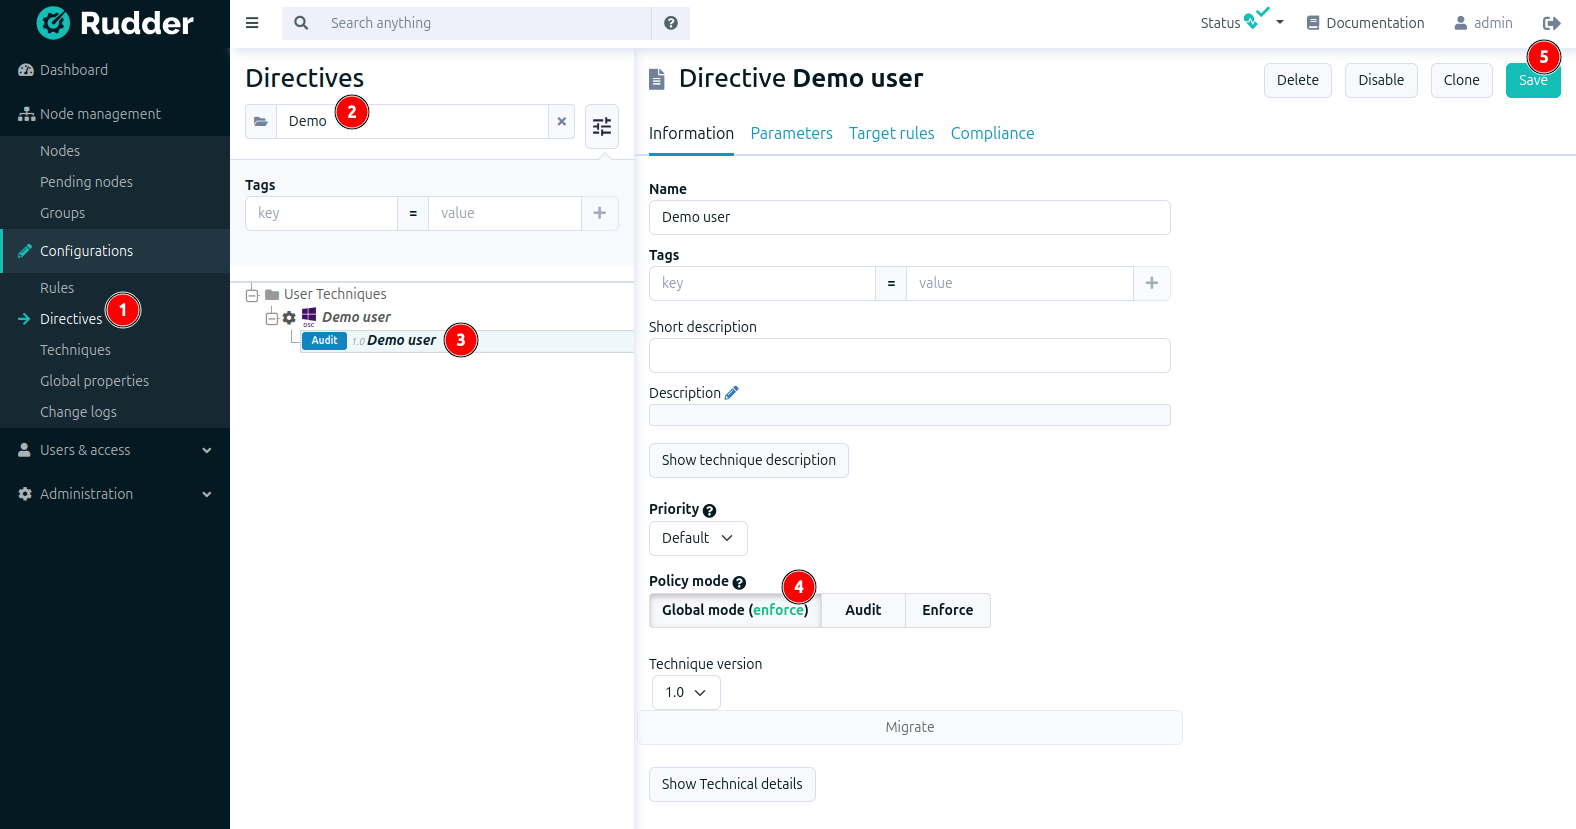 Rudder
Search anything
Status
Documentation
admin
Dashboard
Node management
Nodes
Pending nodes
Groups
Configurations
Rules
Directives
1
Techniques
Global properties
Change logs
Users & access
Administration
Directives
Demo
2
Tags
key = value
User Techniques
DSC
Demo user
Audit 1.0 Demo user
3
Directive Demo user
Delete
Disable
Clone
Save
5
Information
Parameters
Target rules
Compliance
Name
Demo user
Tags
key = value
Short description
Description
Show technique description
Priority
Default
Policy mode
4
Global mode (enforce)
Audit
Enforce
Technique version
1.0
Migrate
Show Technical details